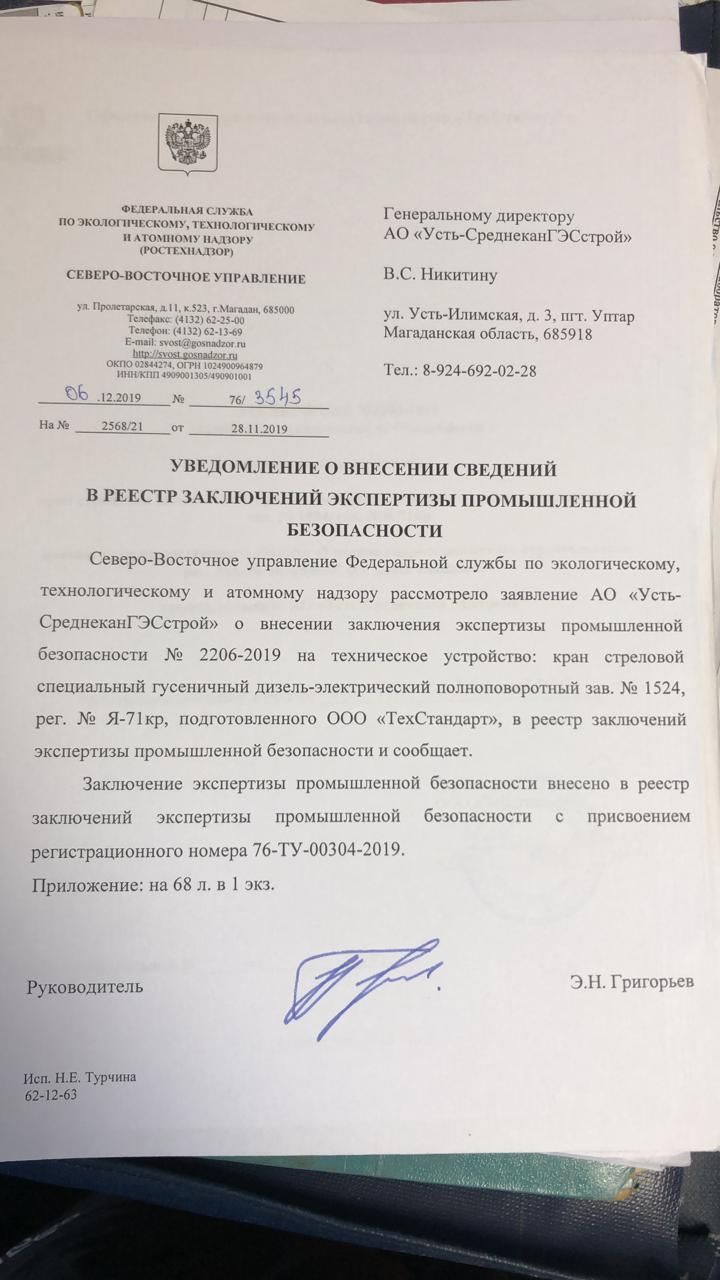 ФЕДЕРАЛЬНАЯ СЛУЖБА
ПО ЭКОЛОГИЧЕСКОМУ, ТЕХНОЛОГИЧЕСКОМУ
И АТОМНОМУ НАДЗОРУ
(РОСТЕХНАДЗОР)
СЕВЕРО-ВОСТОЧНОЕ УПРАВЛЕНИЕ
ул. Пролетарская, д.11, к.523, г.Магадан, 685000
Телефакс: (4132) 62-25-00
Телефон: (4132) 62-13-69
E-mail: svost@gosnadzor.ru
http://svost.gosnadzor.ru
ОКПО 02844274, ОГРН 1024900964879
ИНН/КПП 4909001305/490901001
06 .12.2019 № 76/ 3545
На № 2568/21 от 28.11.2019
Генеральному директору
АО «Усть-СреднеканГЭСстрой»
В.С. Никитину
ул. Усть-Илимская, д. 3, пгт. Уптар
Магаданская область, 685918
Тел.: 8-924-692-02-28
УВЕДОМЛЕНИЕ О ВНЕСЕНИИ СВЕДЕНИЙ
В РЕЕСТР ЗАКЛЮЧЕНИЙ ЭКСПЕРТИЗЫ ПРОМЫШЛЕННОЙ
БЕЗОПАСНОСТИ
Северо-Восточное управление Федеральной службы по экологическому,
технологическому и атомному надзору рассмотрело заявление АО «Усть-
СреднеканГЭСстрой» о внесении заключения экспертизы промышленной
безопасности № 2206-2019 на техническое устройство: кран стреловой
специальный гусеничный дизель-электрический полноповоротный зав. № 1524,
рег. № Я-71кр, подготовленного ООО «ТехСтандарт», в реестр заключений
экспертизы промышленной безопасности и сообщает.
Заключение экспертизы промышленной безопасности внесено в реестр
заключений экспертизы промышленной безопасности с присвоением
регистрационного номера 76-ТУ-00304-2019.
Приложение: на 68 л. в 1 экз.
Руководитель
Э.Н. Григорьев
Исп. Н.Е. Турчина
62-12-63